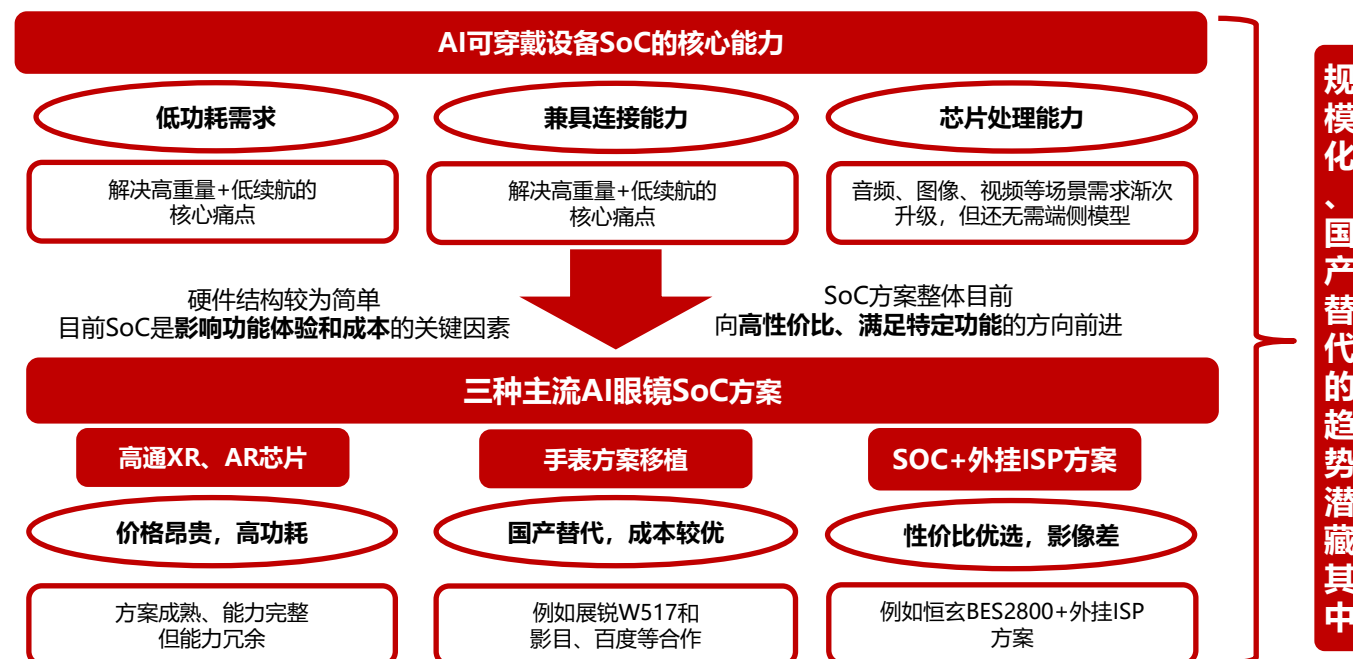 AI可穿戴设备SoC的核心能力
低功耗需求
兼具连接能力
芯片处理能力
解决高重量+低续航的
核心痛点
解决高重量+低续航的
核心痛点
音频、图像、视频等场景需求渐次
升级，但还无需端侧模型
硬件结构较为简单
目前SoC是影响功能体验和成本的关键因素
SoC方案整体目前
向高性价比、满足特定功能的方向前进
三种主流AI眼镜SoC方案
高通XR、AR芯片
手表方案移植
SOC+外挂ISP方案
价格昂贵，高功耗
国产替代，成本较优
性价比优选，影像差
方案成熟、能力完整
但能力冗余
例如展锐W517和
影目、百度等合作
例如恒玄BES2800+外挂ISP
方案
规模化、国产替代的趋势潜藏其中